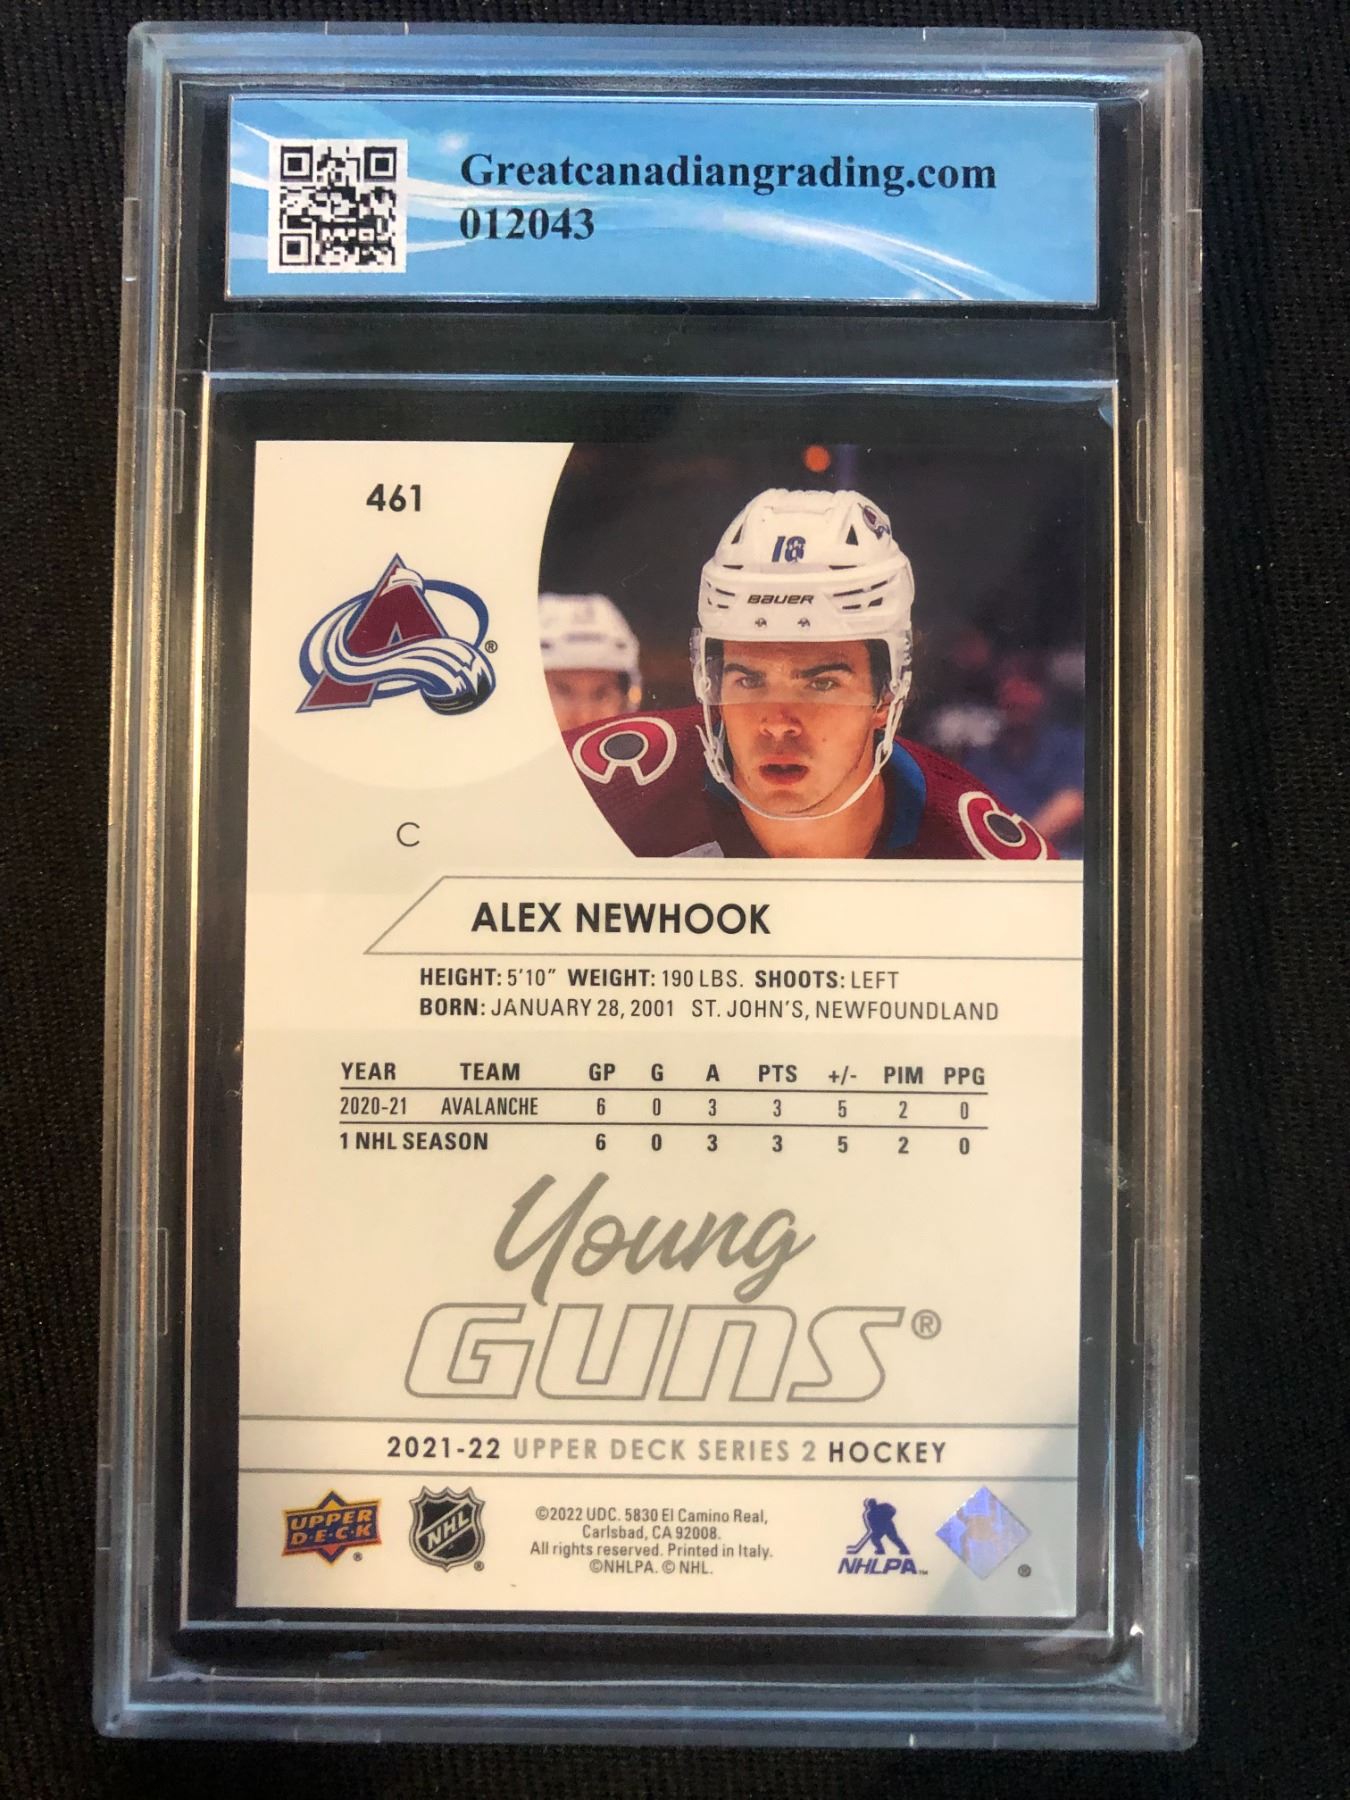 Greatcanadiangrading.com
012043
461
18
BAUER
®
C
ALEX NEWHOOK
HEIGHT: 5'10" WEIGHT: 190 LBS. SHOOTS: LEFT
BORN: JANUARY 28, 2001 ST. JOHN'S, NEWFOUNDLAND
YEAR TEAM GP G A PTS +/- PIM PPG
2020-21 AVALANCHE 6 0 3 3 5 2 0
1 NHL SEASON 6 0 3 3 5 2 0
Young
GUNS®
2021-22 UPPER DECK SERIES 2 HOCKEY
UPPER
D·E·C·K
®
NHL
®
©2022 UDC. 5830 El Camino Real,
Carlsbad, CA 92008.
All rights reserved. Printed in Italy.
©NHLPA. © NHL.
NHLPA™
®